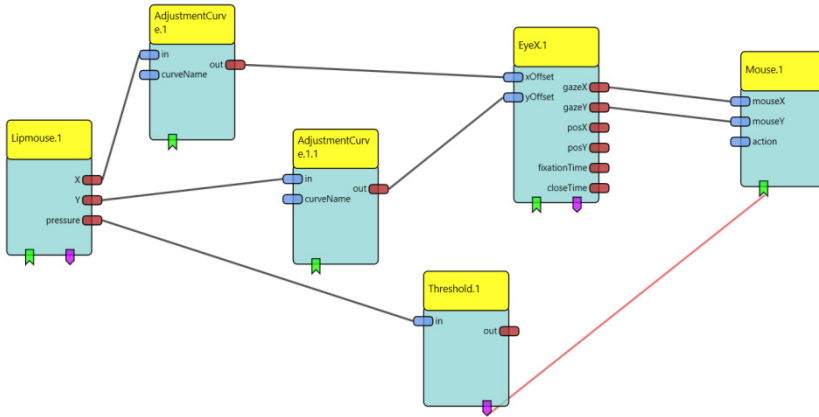 AdjustmentCurv
e.1
in
curveName
out
Lipmouse.1
X
Y
pressure
AdjustmentCurv
e.1.1
in
curveName
out
EyeX.1
xOffset
yOffset
gazeX
gazeY
posX
posY
fixationTime
closeTime
Mouse.1
mouseX
mouseY
action
Threshold.1
in
out